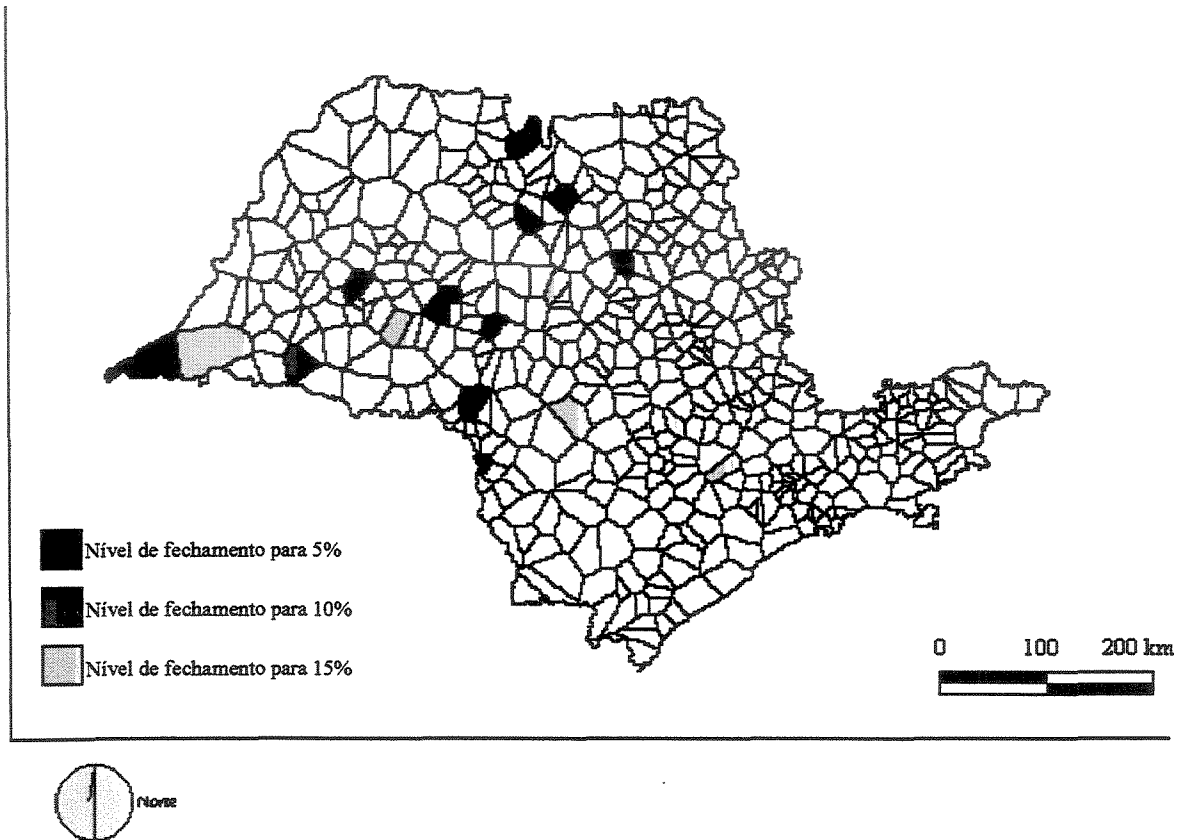 Nível de fechamento para 5%
Nível de fechamento para 10%
Nível de fechamento para 15%
0 100 200 km
Norte